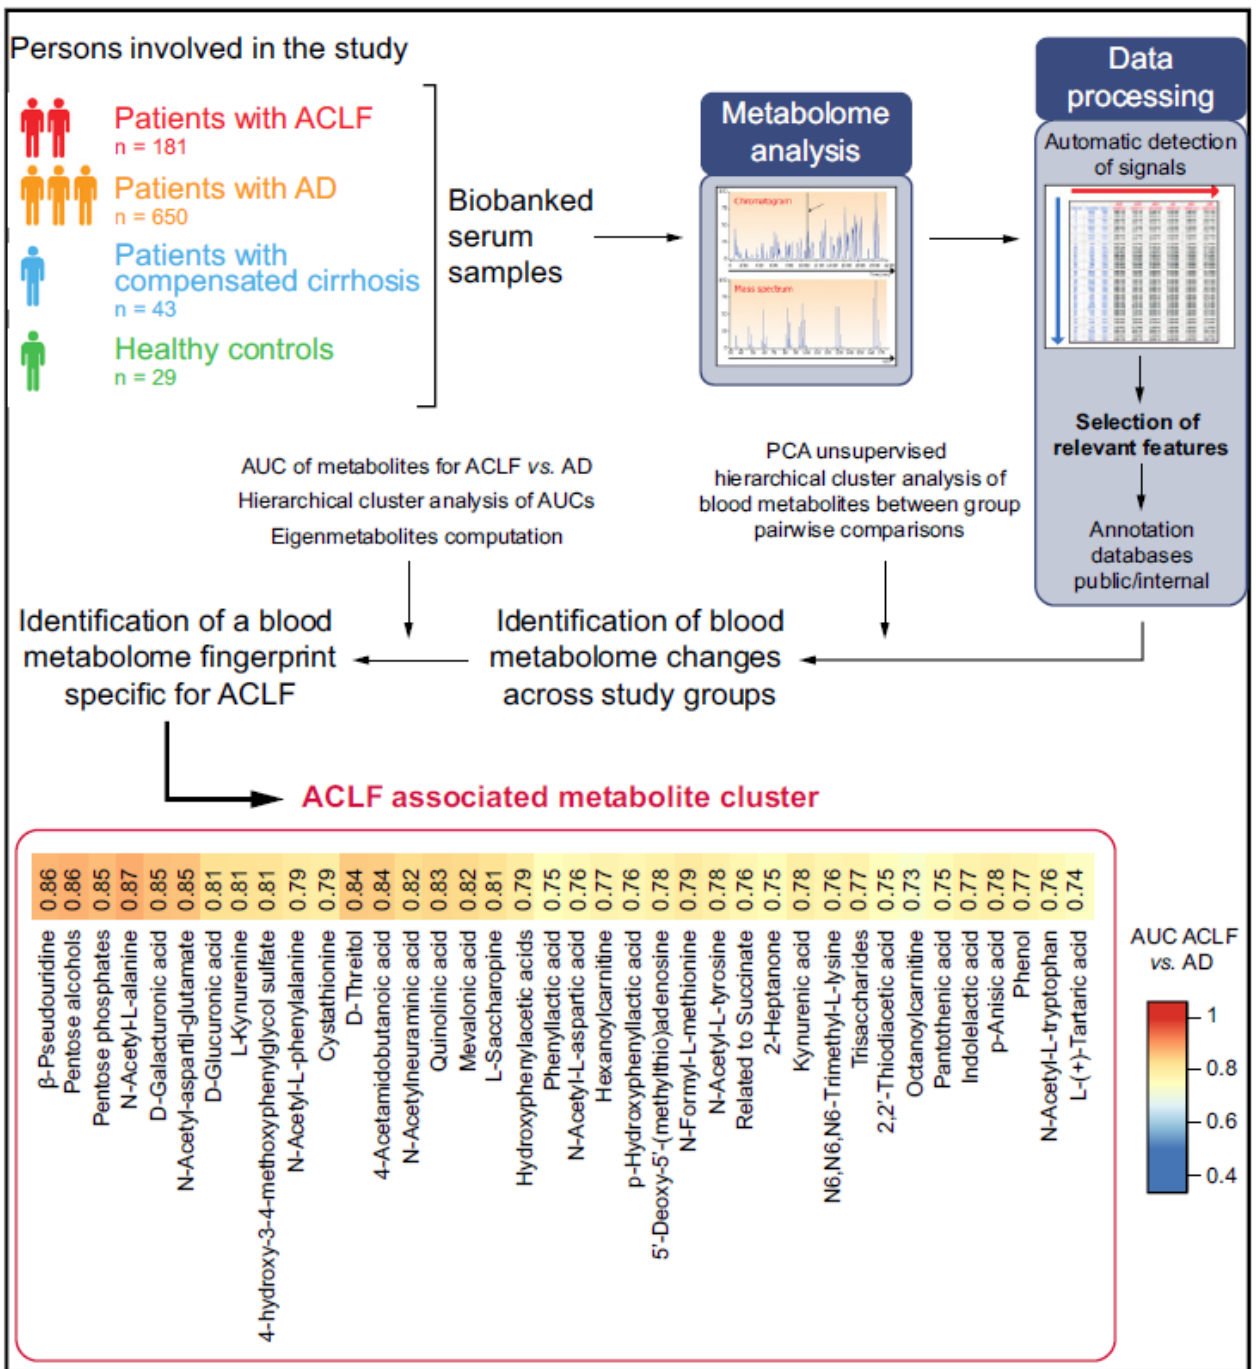 Persons involved in the study
Patients with ACLF
n = 181
Patients with AD
n = 650
Patients with
compensated cirrhosis
n = 43
Healthy controls
n = 29
Biobanked
serum
samples
Metabolome
analysis
Chromatogram
Mass spectrum
Data
processing
Automatic detection
of signals
Selection of
relevant features
Annotation
databases
public/internal
AUC of metabolites for ACLF vs. AD
Hierarchical cluster analysis of AUCs
Eigenmetabolites computation
PCA unsupervised
hierarchical cluster analysis of
blood metabolites between group
pairwise comparisons
Identification of a blood
metabolome fingerprint
specific for ACLF
Identification of blood
metabolome changes
across study groups
ACLF associated metabolite cluster
0.86 β-Pseudouridine
0.86 Pentose alcohols
0.85 Pentose phosphates
0.87 N-Acetyl-L-alanine
0.85 D-Galacturonic acid
0.85 N-Acetyl-aspartil-glutamate
0.81 D-Glucuronic acid
0.81 L-Kynurenine
0.81 4-hydroxy-3-4-methoxyphenylglycol sulfate
0.79 N-Acetyl-L-phenylalanine
0.79 Cystathionine
0.84 D-Threitol
0.84 4-Acetamidobutanoic acid
0.82 N-Acetylneuraminic acid
0.83 Quinolinic acid
0.82 Mevalonic acid
0.81 L-Saccharopine
0.79 Hydroxyphenylacetic acids
0.75 Phenyllactic acid
0.76 N-Acetyl-L-aspartic acid
0.77 Hexanoylcarnitine
0.76 p-Hydroxyphenyllactic acid
0.78 5'-Deoxy-5'-(methylthio)adenosine
0.79 N-Formyl-L-methionine
0.78 N-Acetyl-L-tyrosine
0.76 Related to Succinate
0.75 2-Heptanone
0.78 Kynurenic acid
0.76 N6,N6,N6-Trimethyl-L-lysine
0.77 Trisaccharides
0.75 2,2'-Thiodiacetic acid
0.73 Octanoylcarnitine
0.75 Pantothenic acid
0.77 Indolelactic acid
0.78 p-Anisic acid
0.77 Phenol
0.76 N-Acetyl-L-tryptophan
0.74 L-(+)-Tartaric acid
AUC ACLF
vs. AD
1
0.8
0.6
0.4